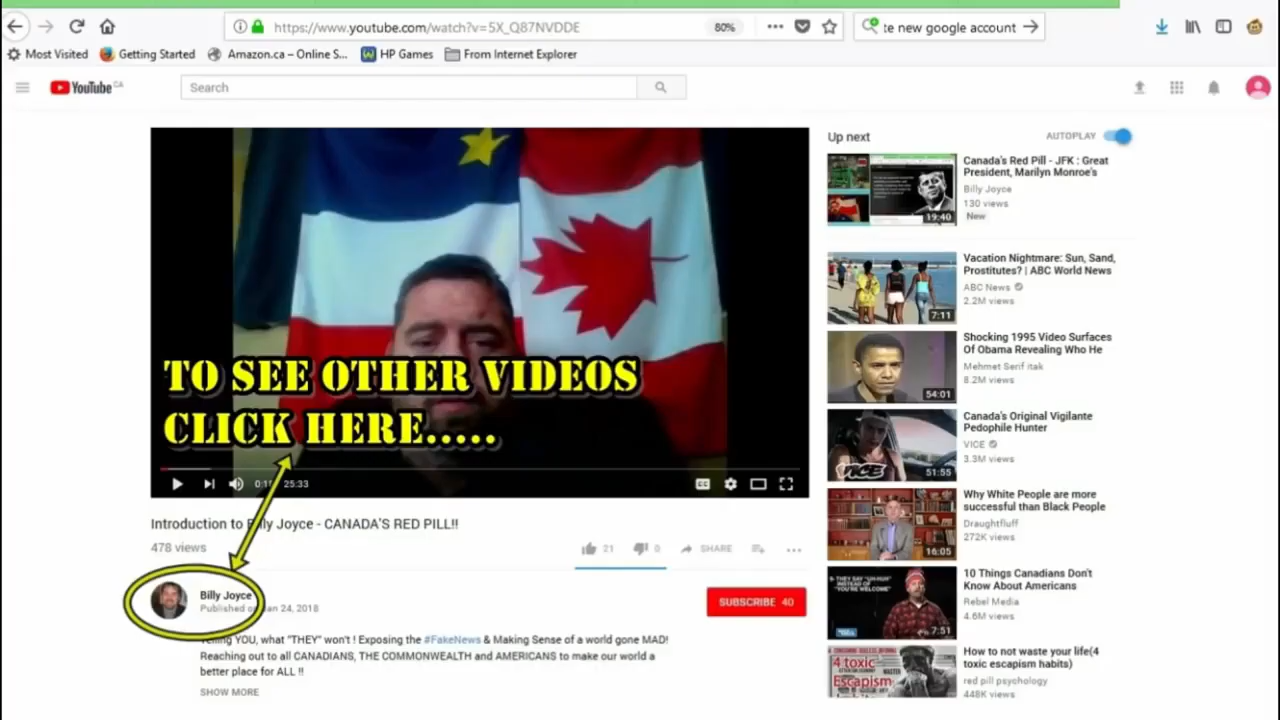 https://www.youtube.com/watch?v=5X_Q87NVDDE
80%
te new google account
Most Visited
Getting Started
Amazon.ca – Online S...
HP Games
From Internet Explorer
YouTube CA
Search
Up next
AUTOPLAY
Canada's Red Pill - JFK : Great
President, Marilyn Monroe's
Billy Joyce
130 views
New
19:40
Vacation Nightmare: Sun, Sand,
Prostitutes? | ABC World News
ABC News
2.2M views
7:11
Shocking 1995 Video Surfaces
Of Obama Revealing Who He
Mehmet Serif itak
8.2M views
54:01
Canada's Original Vigilante
Pedophile Hunter
VICE
3.3M views
VICE
51:55
Why White People are more
successful than Black People
Draughtfluff
272K views
16:05
10 Things Canadians Don't
Know About Americans
Rebel Media
4.6M views
INSTEAD OF
"YOU'RE WELCOME"
7:51
How to not waste your life(4
toxic escapism habits)
red pill psychology
448K views
4 toxic
Escapism
TO SEE OTHER VIDEOS
CLICK HERE.....
25:33
CC
Introduction to Billy Joyce - CANADA'S RED PILL!!
478 views
21
0
SHARE
Billy Joyce
Published on Jan 24, 2018
SUBSCRIBE 40
Telling YOU, what "THEY" won't ! Exposing the #FakeNews & Making Sense of a world gone MAD!
Reaching out to all CANADIANS, THE COMMONWEALTH and AMERICANS to make our world a
better place for ALL !!
SHOW MORE